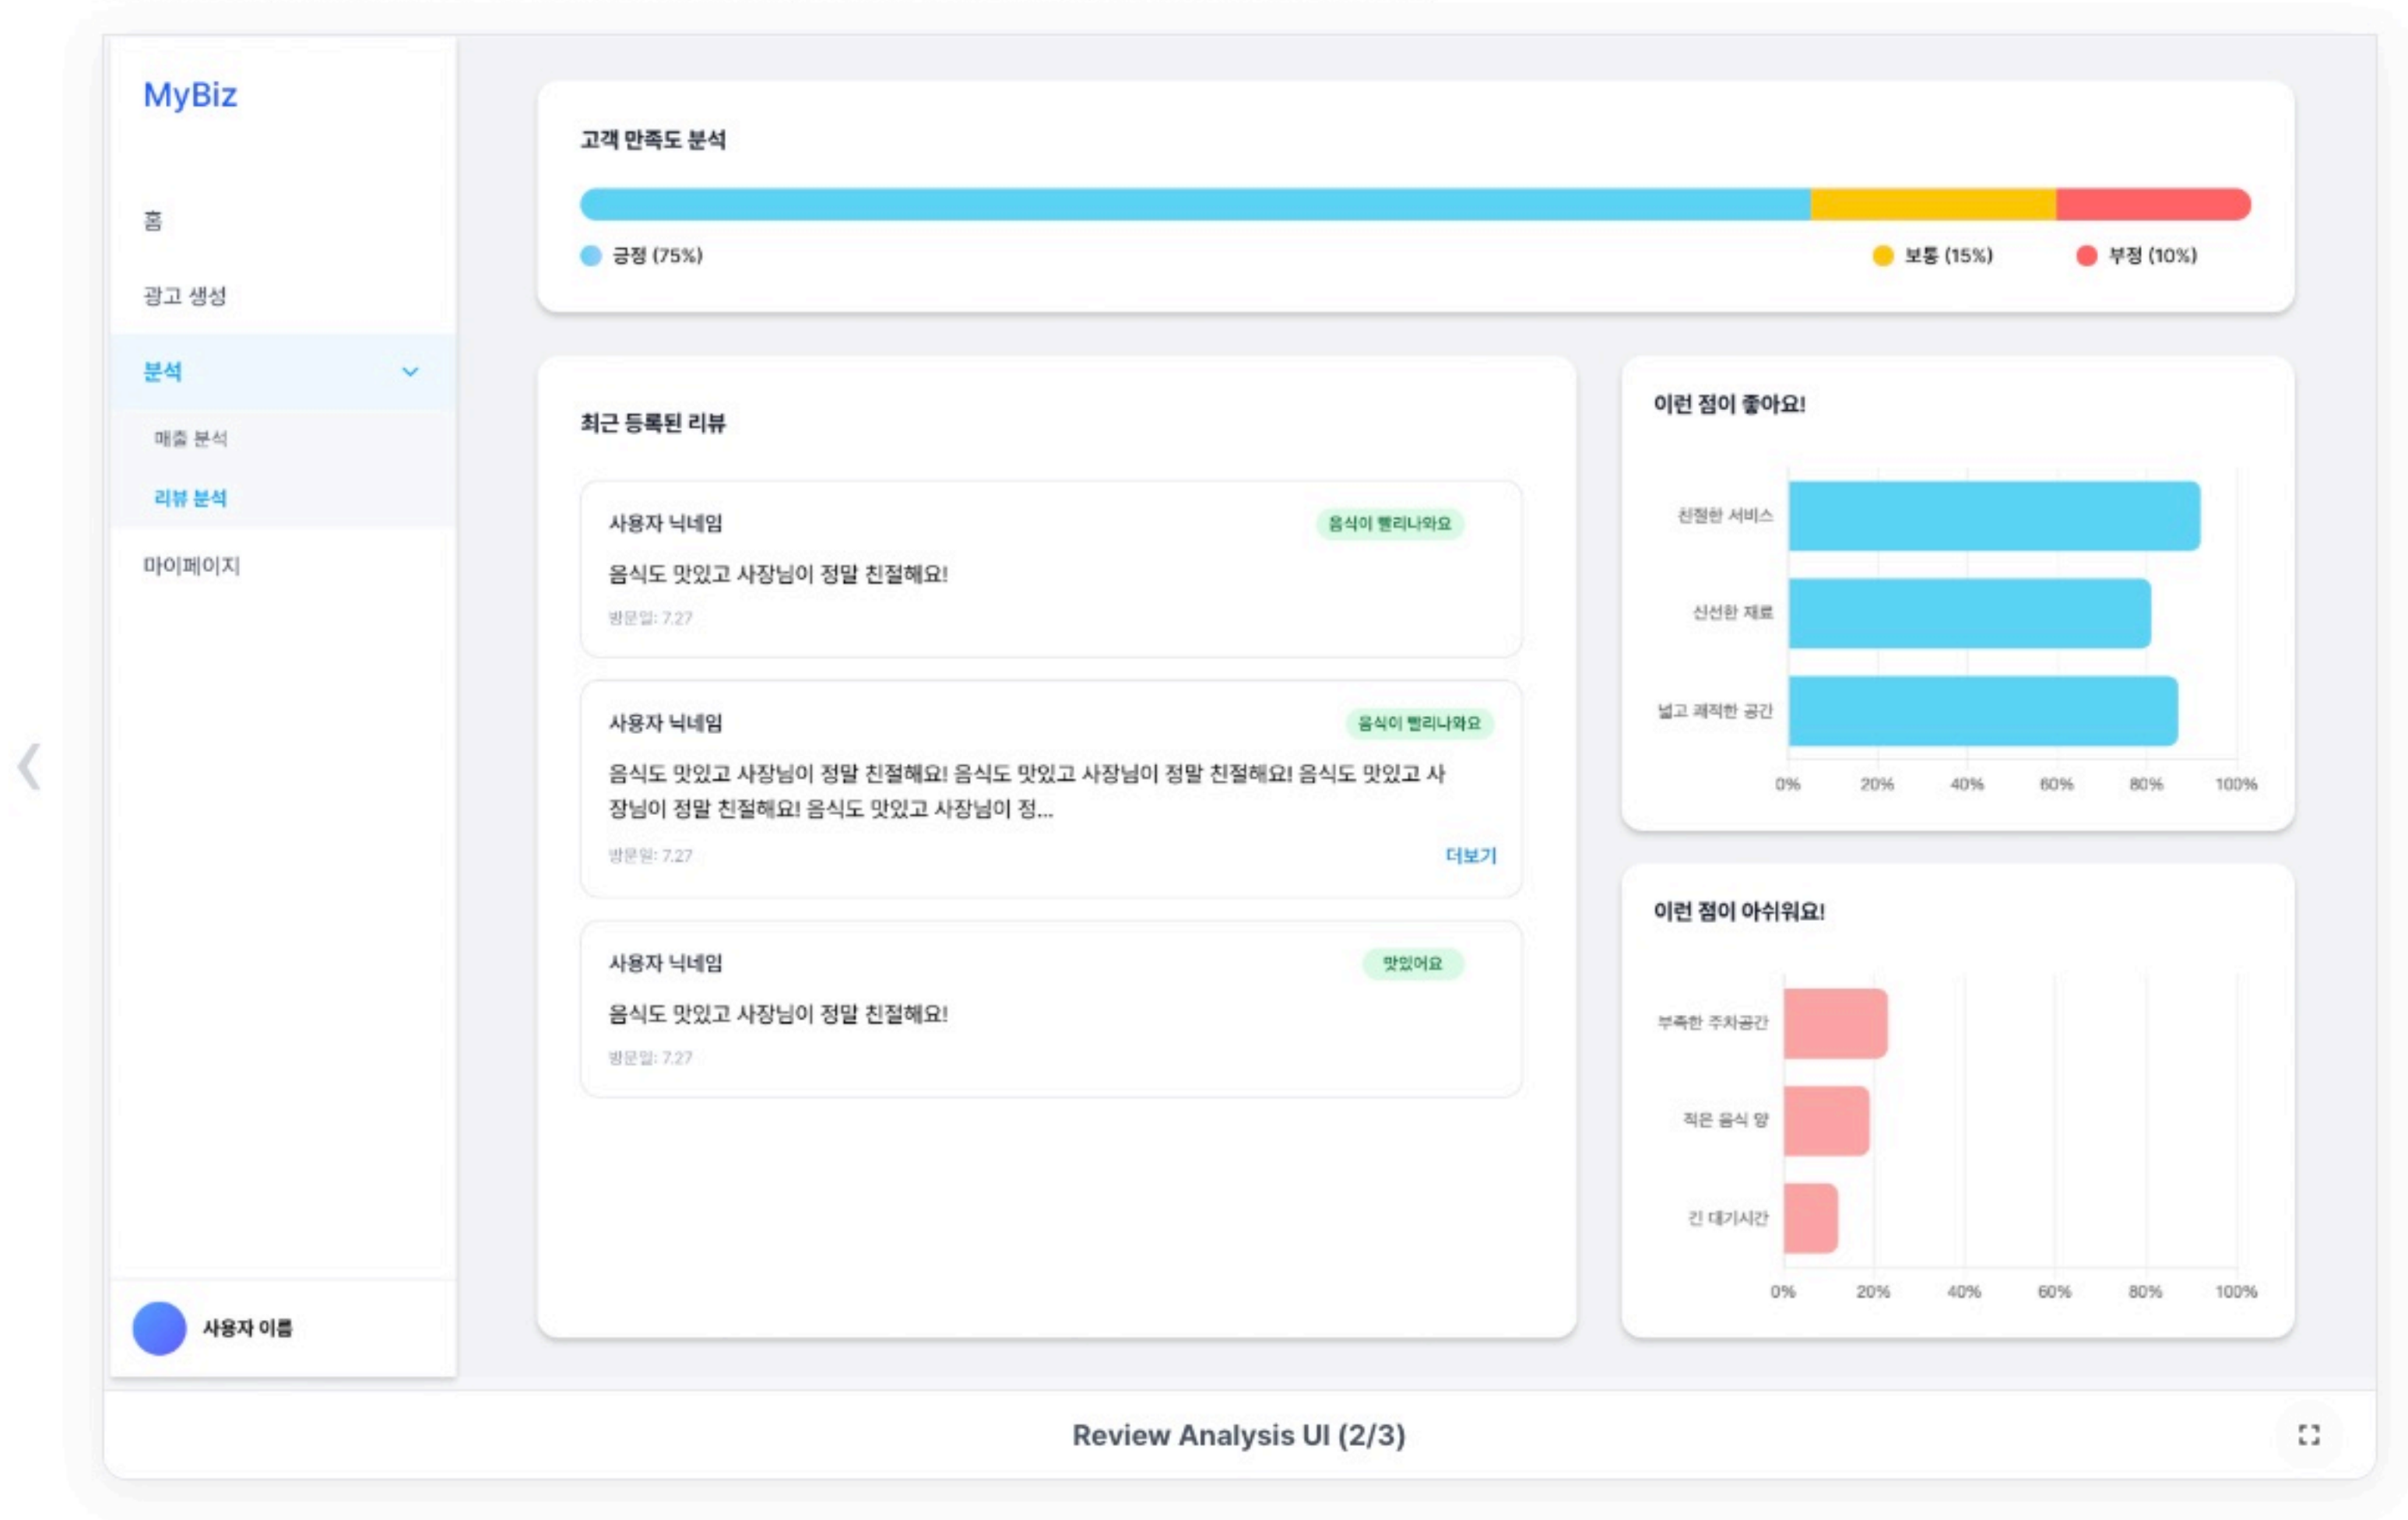 MyBiz
홈
광고 생성
분석
매출 분석
리뷰 분석
마이페이지
사용자 이름
고객 만족도 분석
긍정 (75%)
보통 (15%)
부정 (10%)
최근 등록된 리뷰
사용자 닉네임
음식이 빨리나와요
음식도 맛있고 사장님이 정말 친절해요!
방문일: 7.27
사용자 닉네임
음식이 빨리나와요
음식도 맛있고 사장님이 정말 친절해요! 음식도 맛있고 사장님이 정말 친절해요! 음식도 맛있고 사
장님이 정말 친절해요! 음식도 맛있고 사장님이 정...
방문일: 7.27
더보기
사용자 닉네임
맛있어요
음식도 맛있고 사장님이 정말 친절해요!
방문일: 7.27
이런 점이 좋아요!
친절한 서비스
신선한 재료
넓고 쾌적한 공간
0% 20% 40% 60% 80% 100%
이런 점이 아쉬워요!
부족한 주차공간
적은 음식 양
긴 대기시간
0% 20% 40% 60% 80% 100%
Review Analysis UI (2/3)